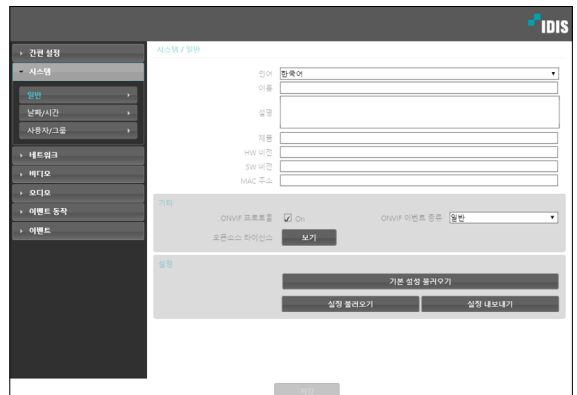 IDIS
간편 설정
시스템
일반
날짜/시간
사용자/그룹
네트워크
비디오
오디오
이벤트 동작
이벤트
시스템 / 일반
언어 한국어
이름
설명
제품
HW 버전
SW 버전
MAC 주소
기타
ONVIF 프로토콜 On ONVIF 이벤트 종류 일반
오픈소스 라이선스 보기
설정
기본 설정 불러오기
설정 불러오기 설정 내보내기
저장